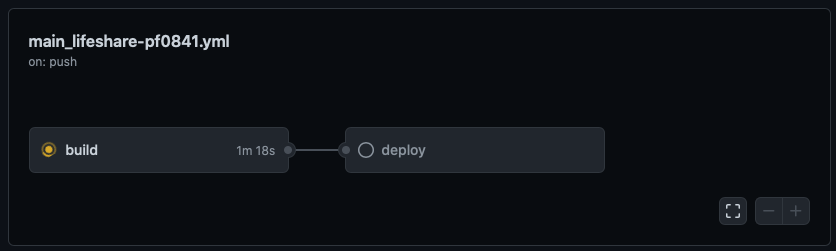 main_lifeshare-pf0841.yml
on: push
build 1m 18s
deploy